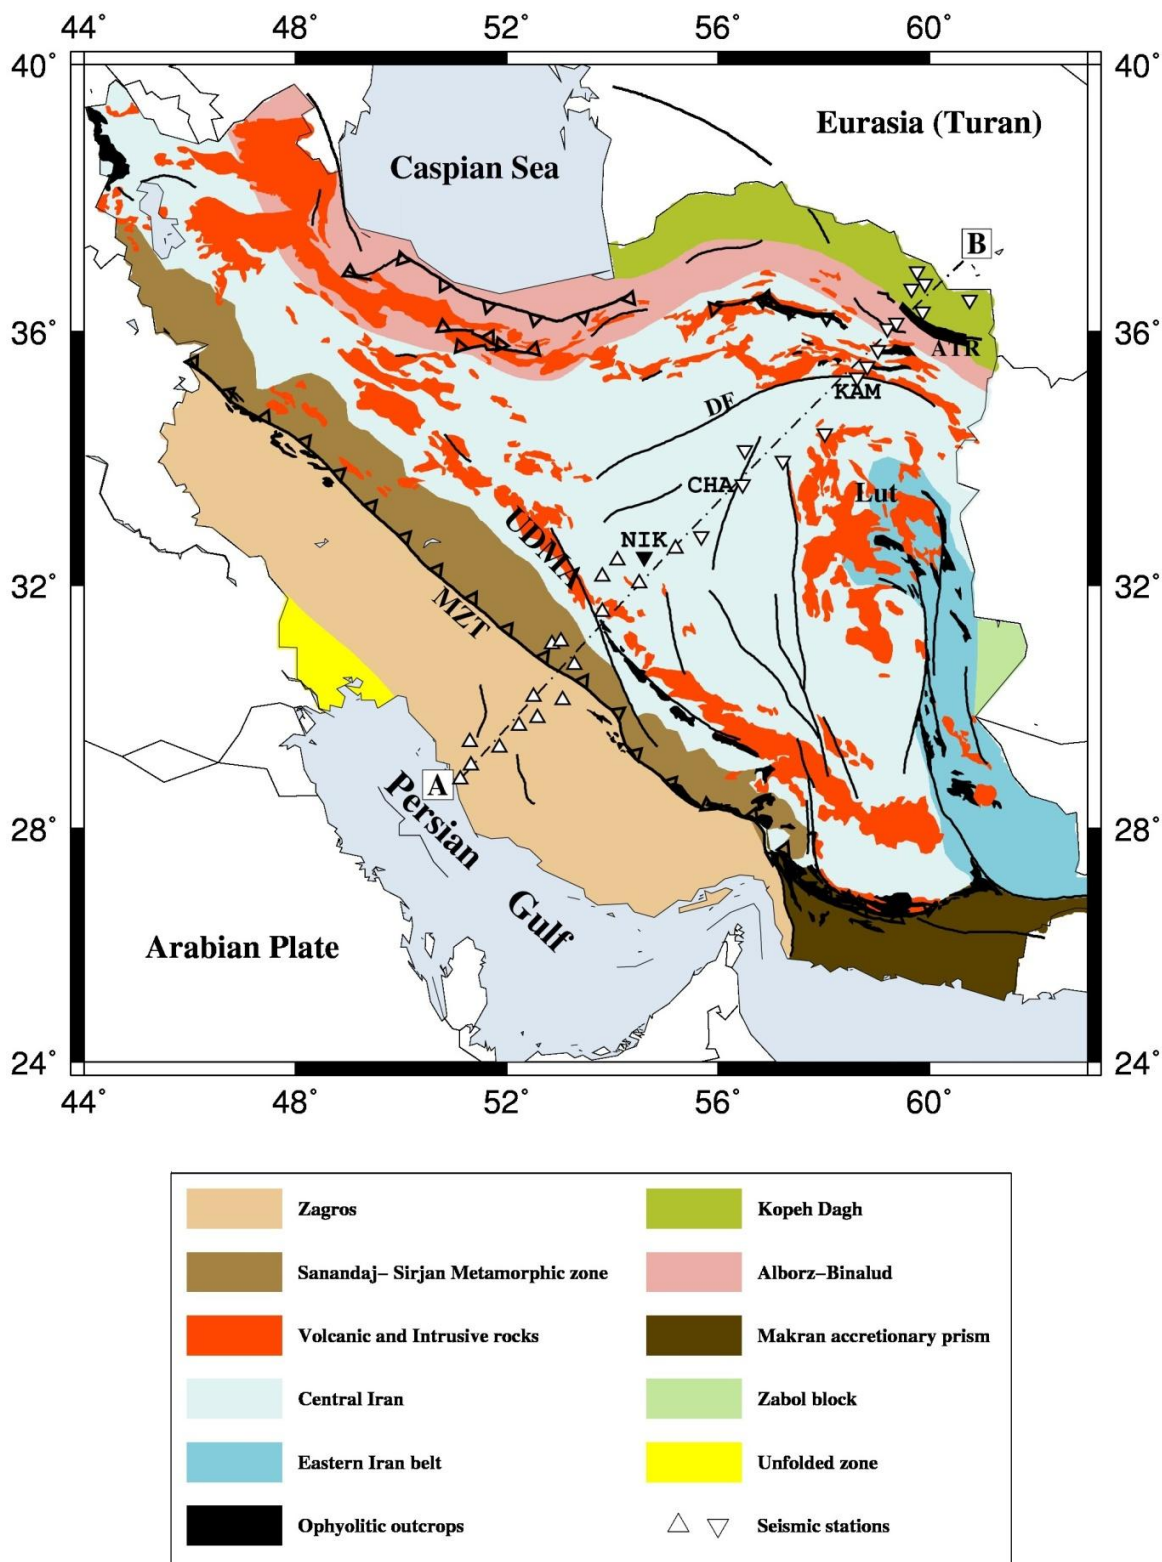 44° 48° 52° 56° 60°
40° 40°
Eurasia (Turan)
Caspian Sea
B
36° 36°
ATR
KAM
DF
CHA
Lut
UDMA
NIK
32° 32°
MZT
A
Persian
Gulf
28° 28°
Arabian Plate
24° 24°
44° 48° 52° 56° 60°
Zagros
Kopeh Dagh
Sanandaj– Sirjan Metamorphic zone
Alborz–Binalud
Volcanic and Intrusive rocks
Makran accretionary prism
Central Iran
Zabol block
Eastern Iran belt
Unfolded zone
Ophyolitic outcrops
Seismic stations